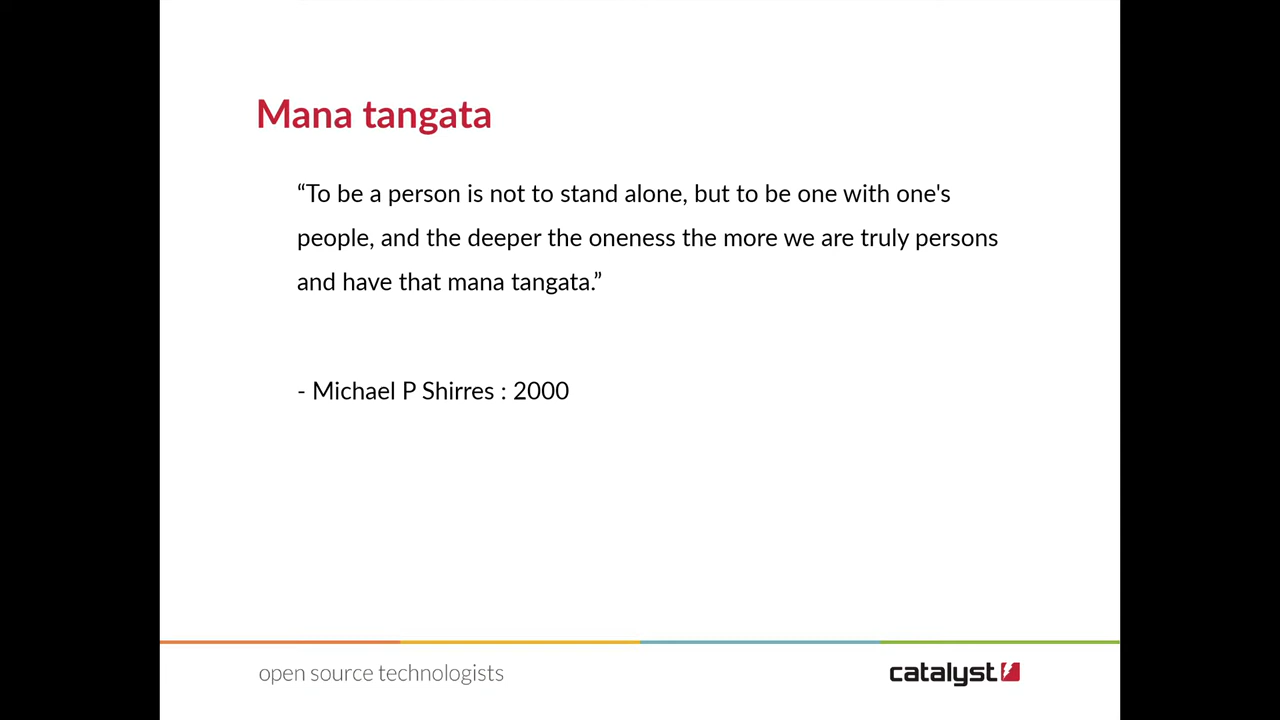 Mana tangata
“To be a person is not to stand alone, but to be one with one's
people, and the deeper the oneness the more we are truly persons
and have that mana tangata.”
- Michael P Shirres : 2000
open source technologists
catalyst